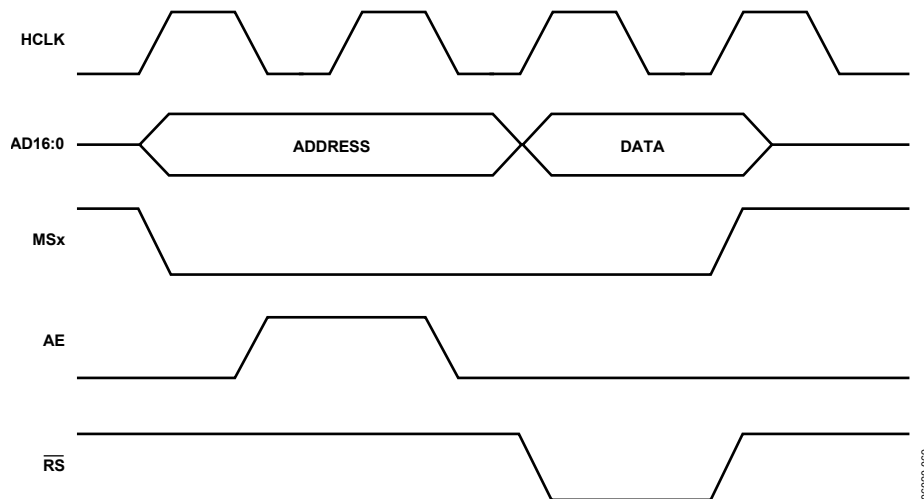 HCLK
AD16:0
ADDRESS
DATA
MSx
AE
RS